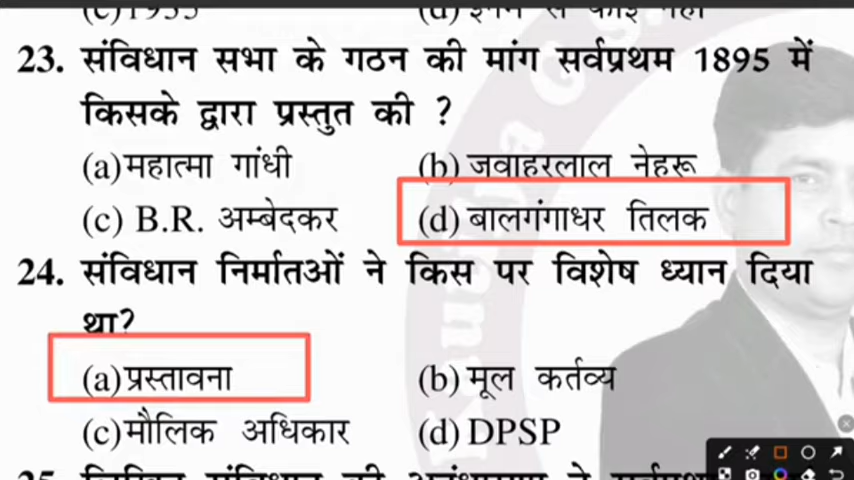 (c)1935
23. संविधान सभा के गठन की मांग सर्वप्रथम 1895 में
किसके द्वारा प्रस्तुत की ?
(a)महात्मा गांधी (b) जवाहरलाल नेहरू
(c) B.R. अम्बेदकर (d) बालगंगाधर तिलक
24. संविधान निर्मातओं ने किस पर विशेष ध्यान दिया
था?
(a)प्रस्तावना (b) मूल कर्तव्य
(c)मौलिक अधिकार (d) DPSP